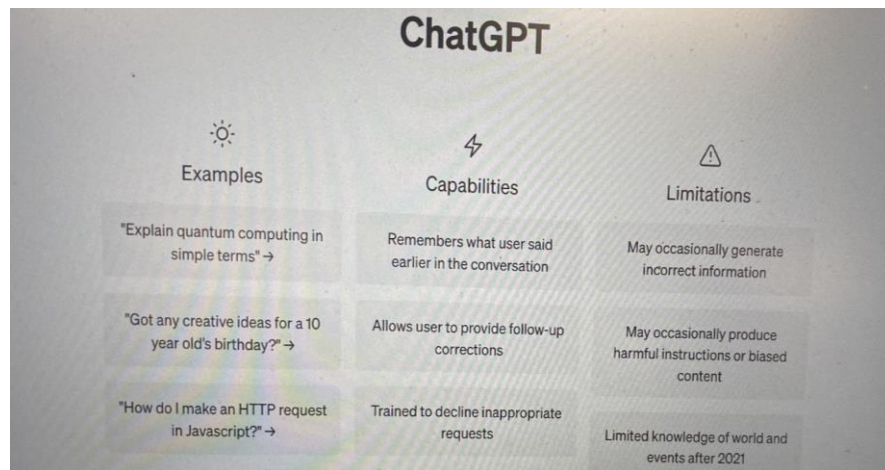 ChatGPT
Examples
"Explain quantum computing in
simple terms" →
"Got any creative ideas for a 10
year old's birthday?" →
"How do I make an HTTP request
in Javascript?" →
Capabilities
Remembers what user said
earlier in the conversation
Allows user to provide follow-up
corrections
Trained to decline inappropriate
requests
Limitations
May occasionally generate
incorrect information
May occasionally produce
harmful instructions or biased
content
Limited knowledge of world and
events after 2021